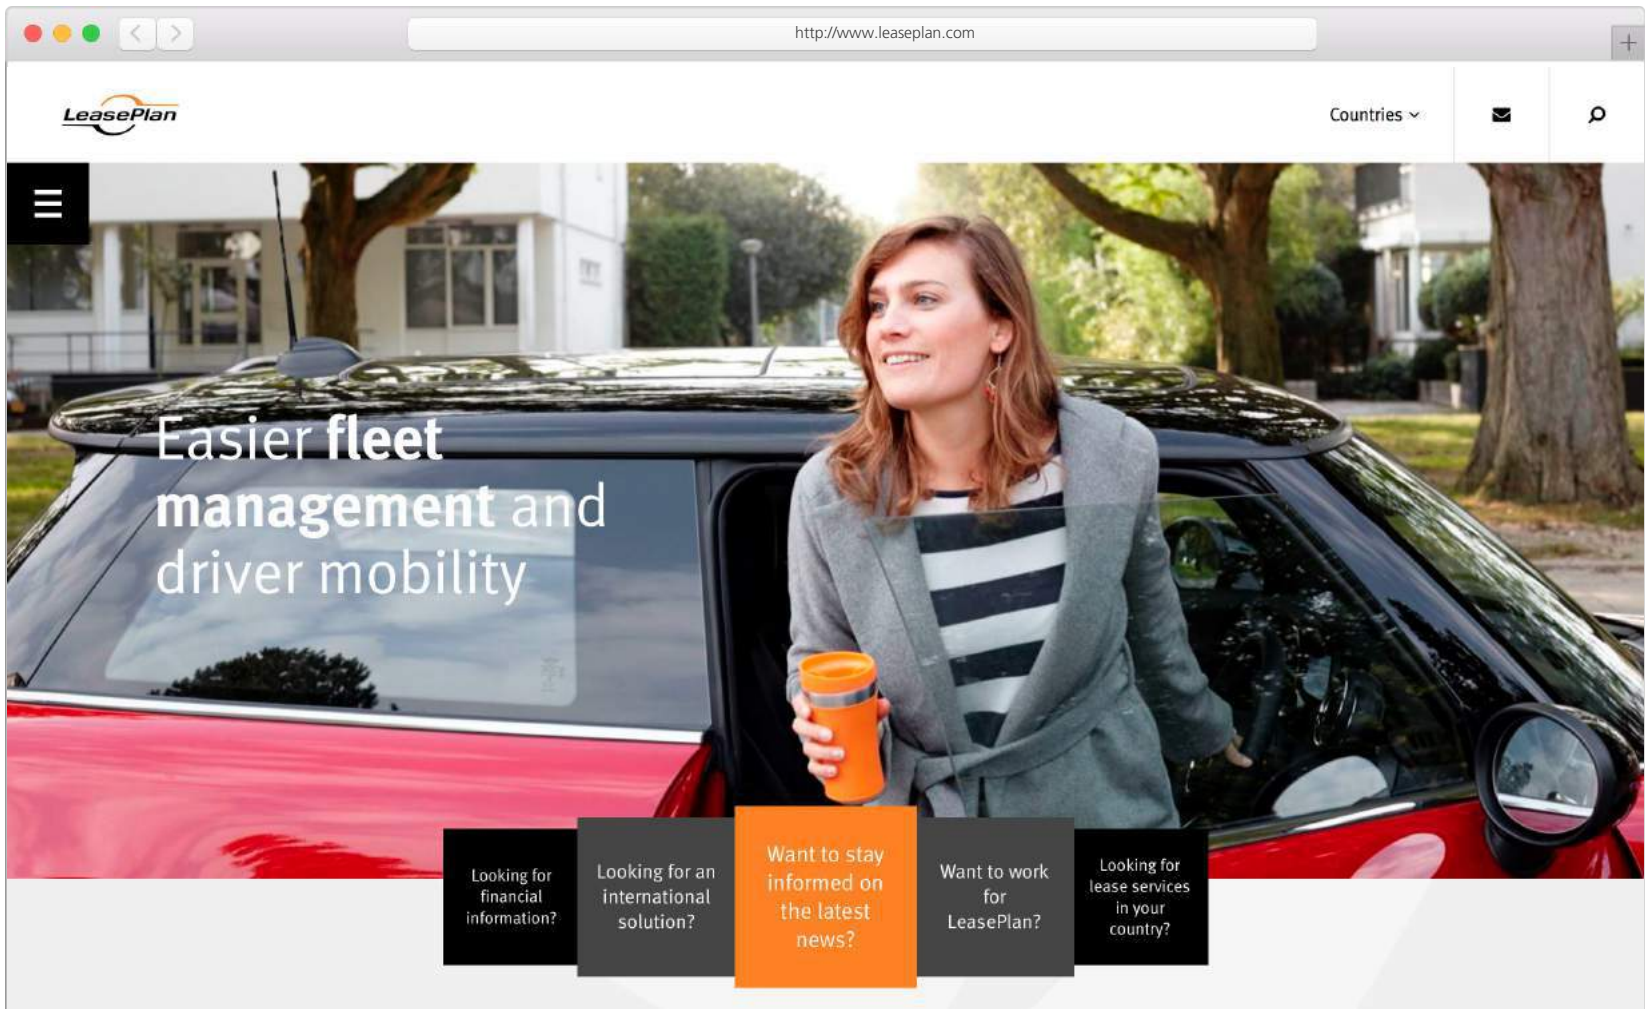 http://www.leaseplan.com
LeasePlan
Countries
Easier fleet
management and
driver mobility
Looking for
financial
information?
Looking for an
international
solution?
Want to stay
informed on
the latest
news?
Want to work
for
LeasePlan?
Looking for
lease services
in your
country?